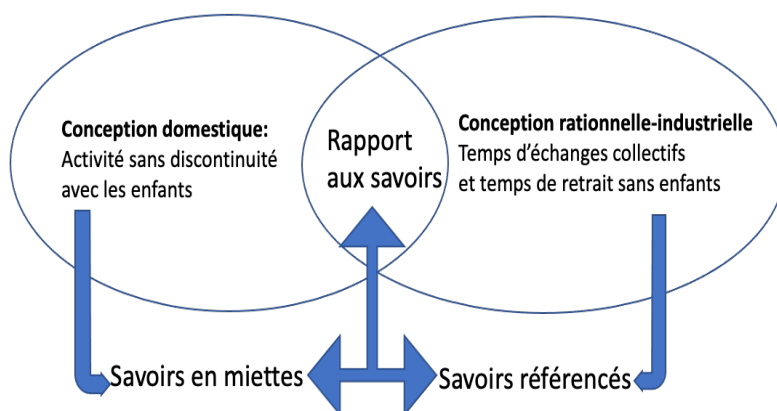 Conception domestique:
Activité sans discontinuité
avec les enfants
Rapport
aux savoirs
Conception rationnelle-industrielle
Temps d’échanges collectifs
et temps de retrait sans enfants
Savoirs en miettes
Savoirs référencés